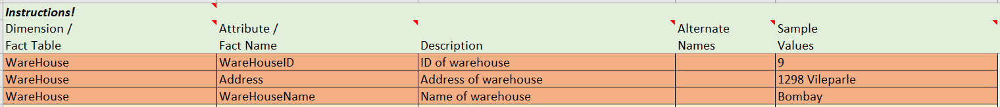 Instructions!
Dimension / Attribute / Alternate Sample
Fact Table Fact Name Description Names Values
WareHouse WareHouseID ID of warehouse 9
WareHouse Address Address of warehouse 1298 Vileparle
WareHouse WareHouseName Name of warehouse Bombay